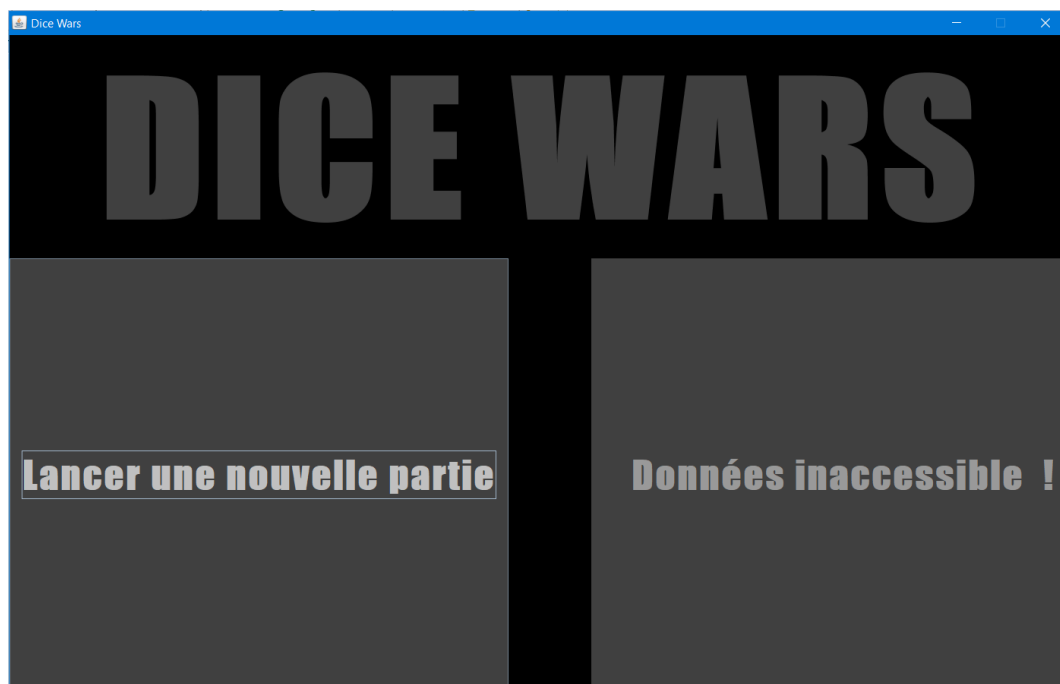 Dice Wars
DICE WARS
Lancer une nouvelle partie
Données inaccessible !